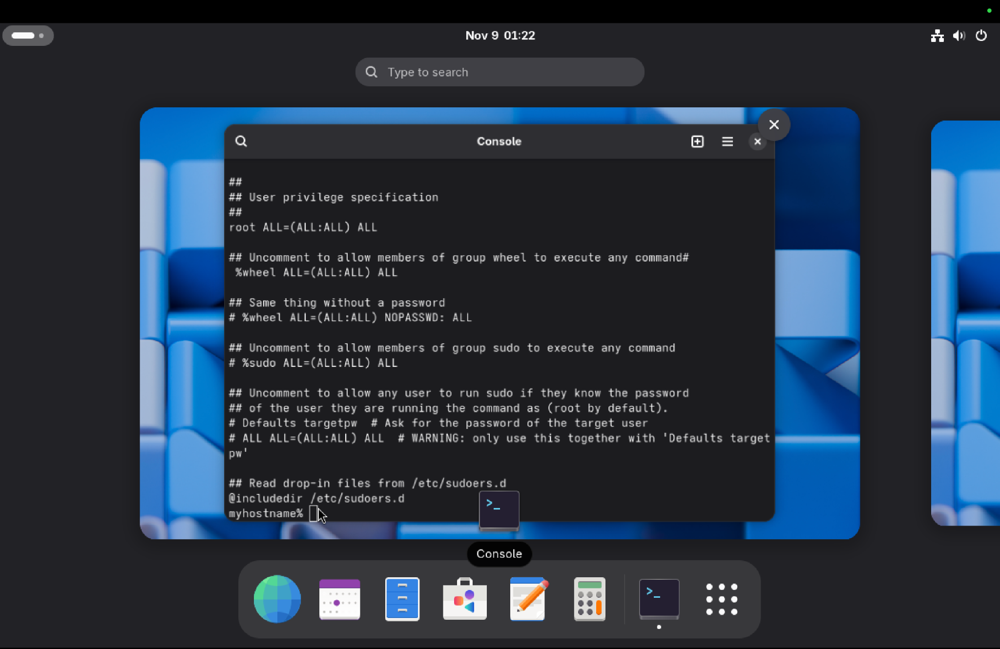 Nov 9 01:22
Type to search
Console
##
## User privilege specification
##
root ALL=(ALL:ALL) ALL
## Uncomment to allow members of group wheel to execute any command#
%wheel ALL=(ALL:ALL) ALL
## Same thing without a password
# %wheel ALL=(ALL:ALL) NOPASSWD: ALL
## Uncomment to allow members of group sudo to execute any command
# %sudo ALL=(ALL:ALL) ALL
## Uncomment to allow any user to run sudo if they know the password
## of the user they are running the command as (root by default).
# Defaults targetpw  # Ask for the password of the target user
# ALL ALL=(ALL:ALL) ALL  # WARNING: only use this together with 'Defaults target
pw'
## Read drop-in files from /etc/sudoers.d
@includedir /etc/sudoers.d
myhostname%
>_
Console
>_